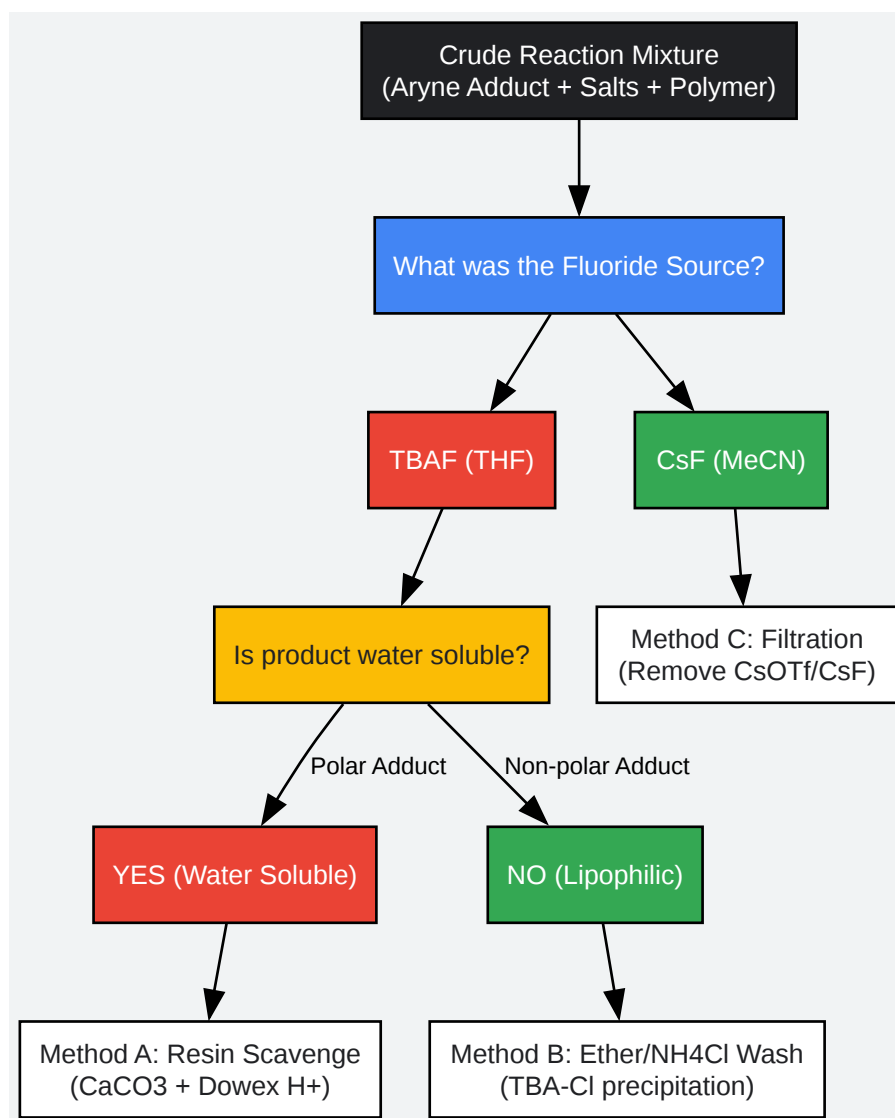 Crude Reaction Mixture
(Aryne Adduct + Salts + Polymer)
What was the Fluoride Source?
TBAF (THF)
CsF (MeCN)
Is product water soluble?
Method C: Filtration
(Remove CsOTf/CsF)
Polar Adduct
Non-polar Adduct
YES (Water Soluble)
NO (Lipophilic)
Method A: Resin Scavenge
(CaCO3 + Dowex H+)
Method B: Ether/NH4Cl Wash
(TBA-Cl precipitation)